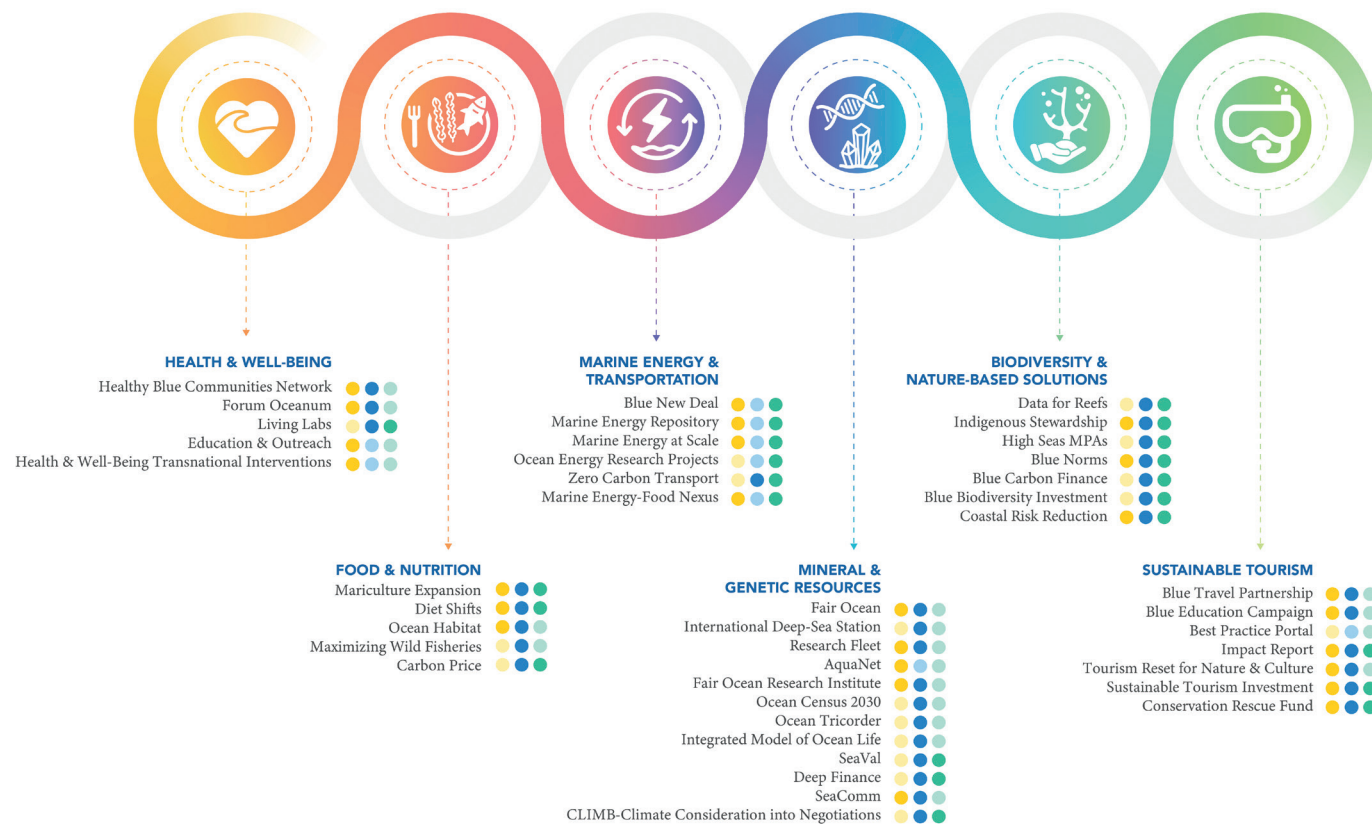 HEALTH & WELL-BEING
Healthy Blue Communities Network
Forum Oceanum
Living Labs
Education & Outreach
Health & Well-Being Transnational Interventions
FOOD & NUTRITION
Mariculture Expansion
Diet Shifts
Ocean Habitat
Maximizing Wild Fisheries
Carbon Price
MARINE ENERGY &
TRANSPORTATION
Blue New Deal
Marine Energy Repository
Marine Energy at Scale
Ocean Energy Research Projects
Zero Carbon Transport
Marine Energy-Food Nexus
MINERAL &
GENETIC RESOURCES
Fair Ocean
International Deep-Sea Station
Research Fleet
AquaNet
Fair Ocean Research Institute
Ocean Census 2030
Ocean Tricorder
Integrated Model of Ocean Life
SeaVal
Deep Finance
SeaComm
CLIMB-Climate Consideration into Negotiations
BIODIVERSITY &
NATURE-BASED SOLUTIONS
Data for Reefs
Indigenous Stewardship
High Seas MPAs
Blue Norms
Blue Carbon Finance
Blue Biodiversity Investment
Coastal Risk Reduction
SUSTAINABLE TOURISM
Blue Travel Partnership
Blue Education Campaign
Best Practice Portal
Impact Report
Tourism Reset for Nature & Culture
Sustainable Tourism Investment
Conservation Rescue Fund